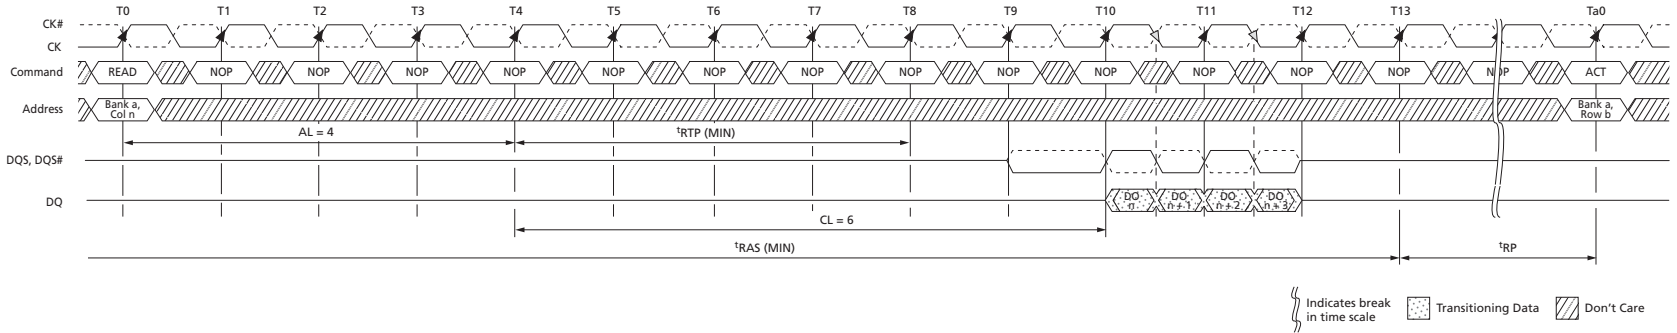 T0 T1 T2 T3 T4 T5 T6 T7 T8 T9 T10 T11 T12 T13 Ta0
CK#
CK
Command READ NOP NOP NOP NOP NOP NOP NOP NOP NOP NOP NOP NOP NOP NOP ACT
Address Bank a, Bank a,
Col n Row b
AL = 4 tRTP (MIN)
DQS, DQS#
DQ DO DO DO DO
n n + 1 n + 2 n + 3
CL = 6
tRAS (MIN) tRP
Indicates break Transitioning Data Don't Care
in time scale